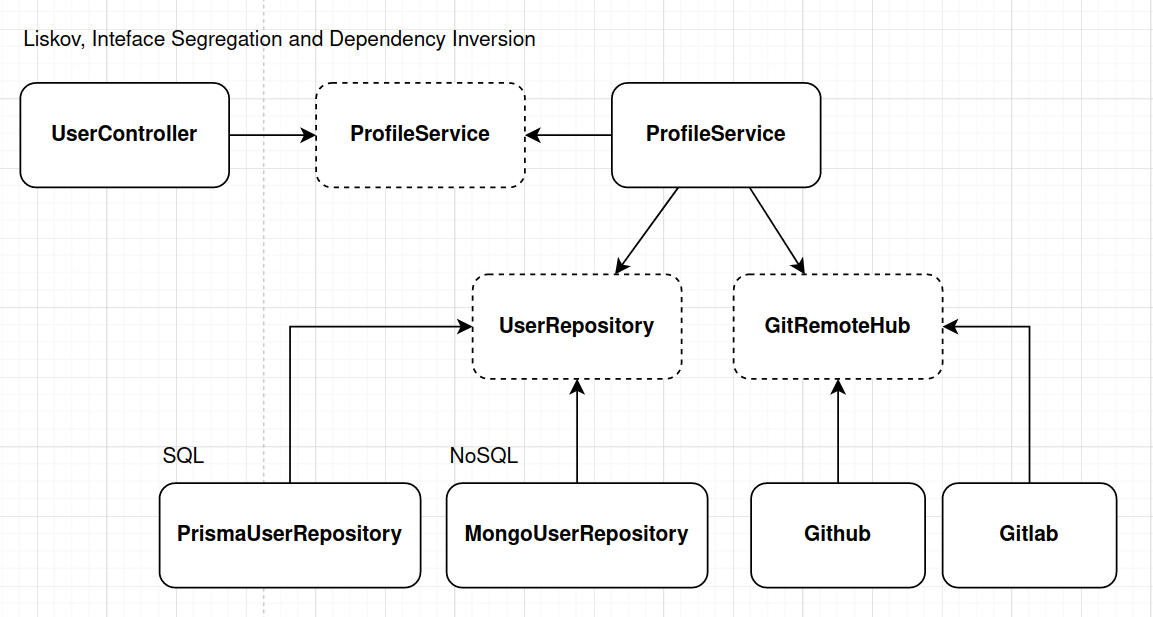 Liskov, Inteface Segregation and Dependency Inversion
UserController
ProfileService
ProfileService
UserRepository
GitRemoteHub
SQL
NoSQL
PrismaUserRepository
MongoUserRepository
Github
Gitlab